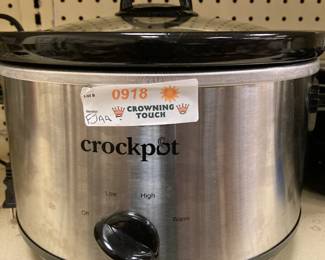 0918
CROWNING
TOUCH
crockpot
Low
High
Off
Warm